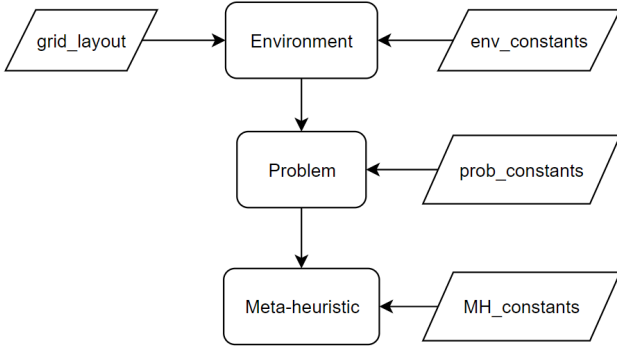 grid_layout
Environment
env_constants
Problem
prob_constants
Meta-heuristic
MH_constants